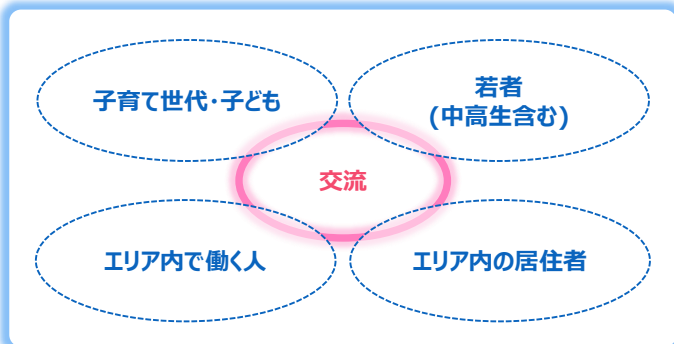 子育て世代・子ども
若者
(中高生含む)
交流
エリア内で働く人
エリア内の居住者